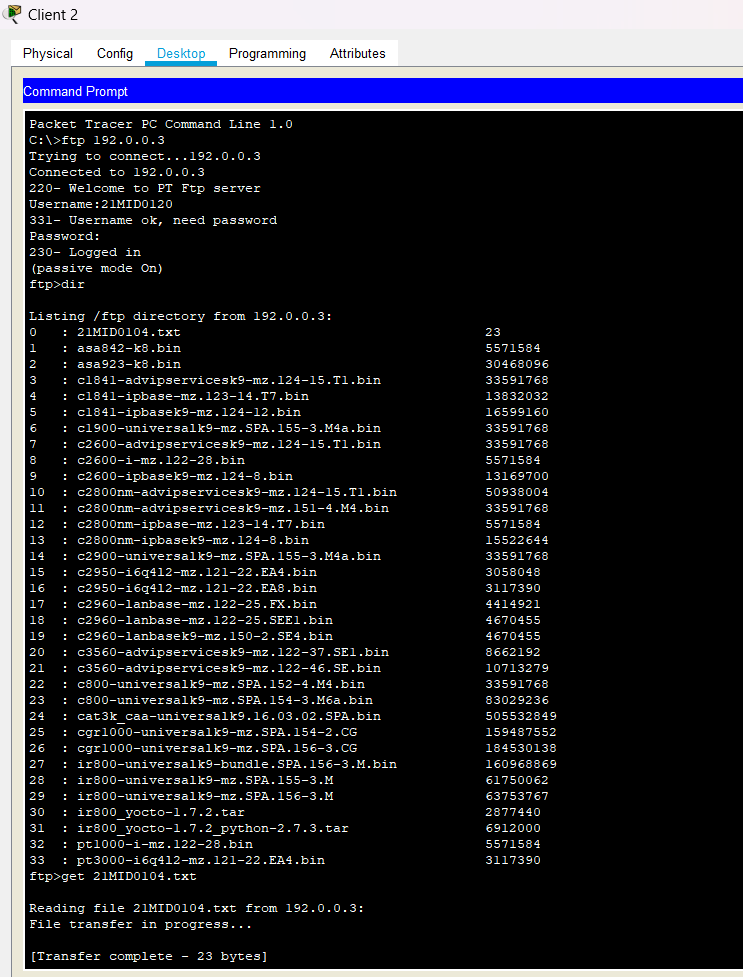 Client 2
Physical Config Desktop Programming Attributes
Command Prompt
Packet Tracer PC Command Line 1.0
C:\>ftp 192.0.0.3
Trying to connect...192.0.0.3
Connected to 192.0.0.3
220- Welcome to PT Ftp server
Username:21MID0120
331- Username ok, need password
Password:
230- Logged in
(passive mode On)
ftp>dir
Listing /ftp directory from 192.0.0.3:
0 : 21MID0104.txt 23
1 : asa842-k8.bin 5571584
2 : asa923-k8.bin 30468096
3 : c1841-advipservicesk9-mz.124-15.T1.bin 33591768
4 : c1841-ipbase-mz.123-14.T7.bin 13832032
5 : c1841-ipbasek9-mz.124-12.bin 16599160
6 : c1900-universalk9-mz.SPA.155-3.M4a.bin 33591768
7 : c2600-advipservicesk9-mz.124-15.T1.bin 33591768
8 : c2600-i-mz.122-28.bin 5571584
9 : c2600-ipbasek9-mz.124-8.bin 13169700
10 : c2800nm-advipservicesk9-mz.124-15.T1.bin 50938004
11 : c2800nm-advipservicesk9-mz.151-4.M4.bin 33591768
12 : c2800nm-ipbase-mz.123-14.T7.bin 5571584
13 : c2800nm-ipbasek9-mz.124-8.bin 15522644
14 : c2900-universalk9-mz.SPA.155-3.M4a.bin 33591768
15 : c2950-i6q4l2-mz.121-22.EA4.bin 3058048
16 : c2950-i6q4l2-mz.121-22.EA8.bin 3117390
17 : c2960-lanbase-mz.122-25.FX.bin 4414921
18 : c2960-lanbase-mz.122-25.SEE1.bin 4670455
19 : c2960-lanbasek9-mz.150-2.SE4.bin 4670455
20 : c3560-advipservicesk9-mz.122-37.SE1.bin 8662192
21 : c3560-advipservicesk9-mz.122-46.SE.bin 10713279
22 : c800-universalk9-mz.SPA.152-4.M4.bin 33591768
23 : c800-universalk9-mz.SPA.154-3.M6a.bin 83029236
24 : cat3k_caa-universalk9.16.03.02.SPA.bin 505532849
25 : cgr1000-universalk9-mz.SPA.154-2.CG 159487552
26 : cgr1000-universalk9-mz.SPA.156-3.CG 184530138
27 : ir800-universalk9-bundle.SPA.156-3.M.bin 160968869
28 : ir800-universalk9-mz.SPA.155-3.M 61750062
29 : ir800-universalk9-mz.SPA.156-3.M 63753767
30 : ir800_yocto-1.7.2.tar 2877440
31 : ir800_yocto-1.7.2_python-2.7.3.tar 6912000
32 : pt1000-i-mz.122-28.bin 5571584
33 : pt3000-i6q4l2-mz.121-22.EA4.bin 3117390
ftp>get 21MID0104.txt
Reading file 21MID0104.txt from 192.0.0.3:
File transfer in progress...
[Transfer complete - 23 bytes]